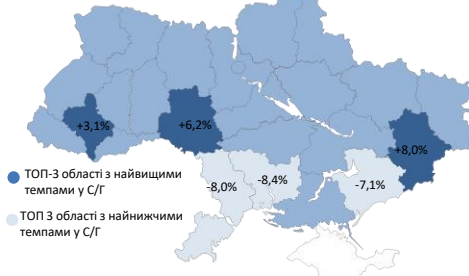 +3,1%
+6,2%
+8,0%
-8,0%
-8,4%
-7,1%
ТОП-3 області з найвищими
темпами у С/Г
ТОП 3 області з найнижчими
темпами у С/Г